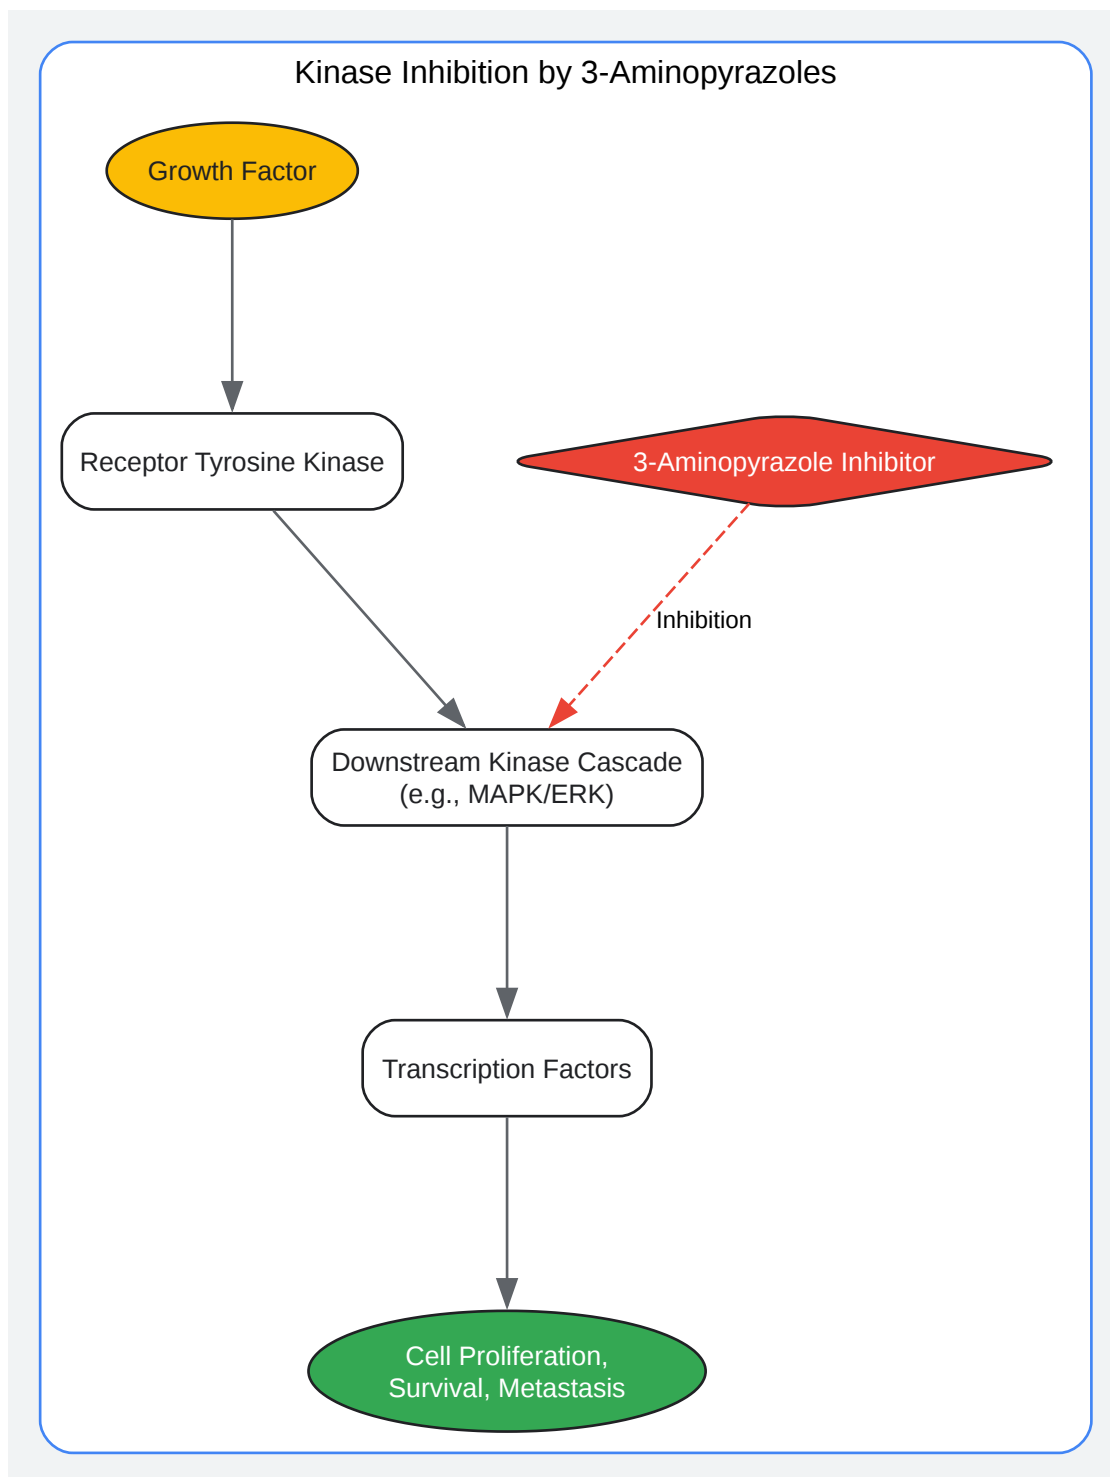 Kinase Inhibition by 3-Aminopyrazoles
Growth Factor
Receptor Tyrosine Kinase
3-Aminopyrazole Inhibitor
Inhibition
Downstream Kinase Cascade
(e.g., MAPK/ERK)
Transcription Factors
Cell Proliferation,
Survival, Metastasis